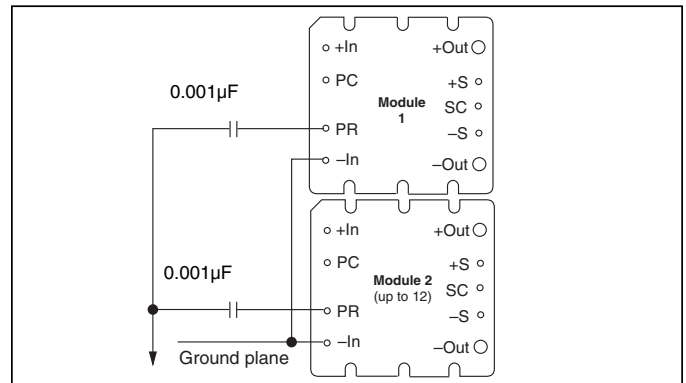 +In +Out
PC +S
0.001µF
Module
1
SC
PR –S
–In –Out
+In +Out
PC +S
0.001µF
Module 2
(up to 12)
SC
PR –S
–In –Out
Ground plane